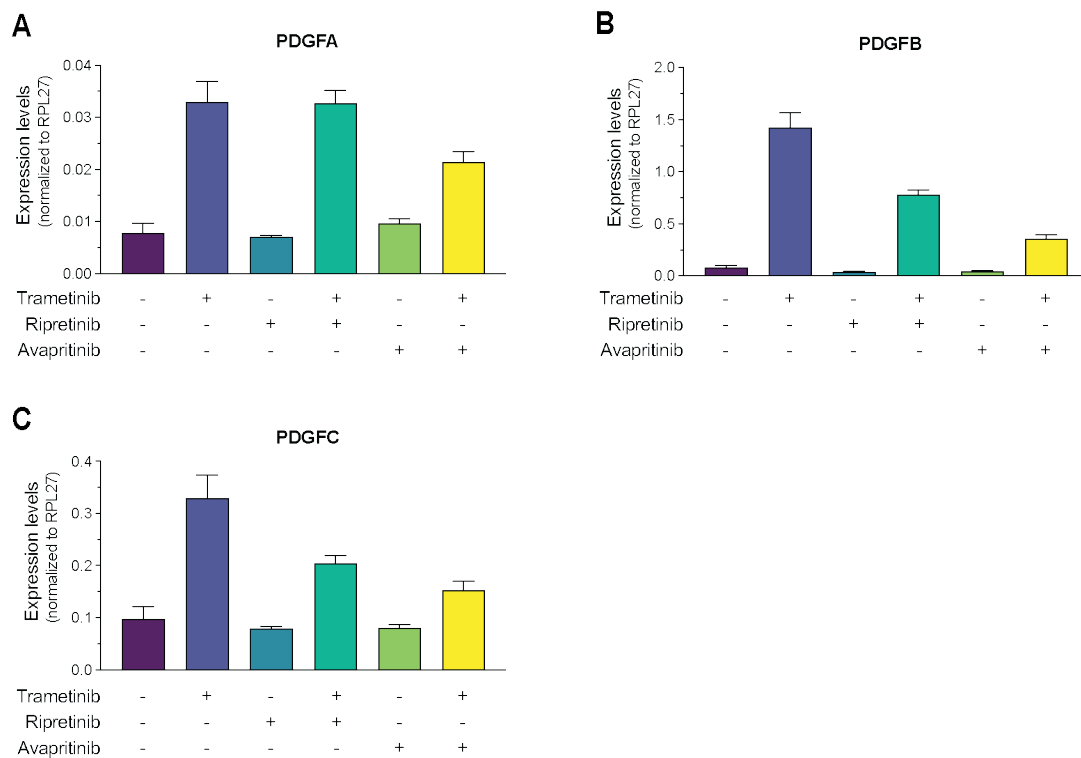 A
PDGFA
Expression levels
(normalized to RPL27)
0.04
0.03
0.02
0.01
0.00
Trametinib - + - + - +
Ripretinib - - + + - -
Avapritinib - - - - + +
B
PDGFB
Expression levels
(normalized to RPL27)
2.0
1.5
1.0
0.5
0.0
Trametinib - + - + - +
Ripretinib - - + + - -
Avapritinib - - - - + +
C
PDGFC
Expression levels
(normalized to RPL27)
0.4
0.3
0.2
0.1
0.0
Trametinib - + - + - +
Ripretinib - - + + - -
Avapritinib - - - - + +